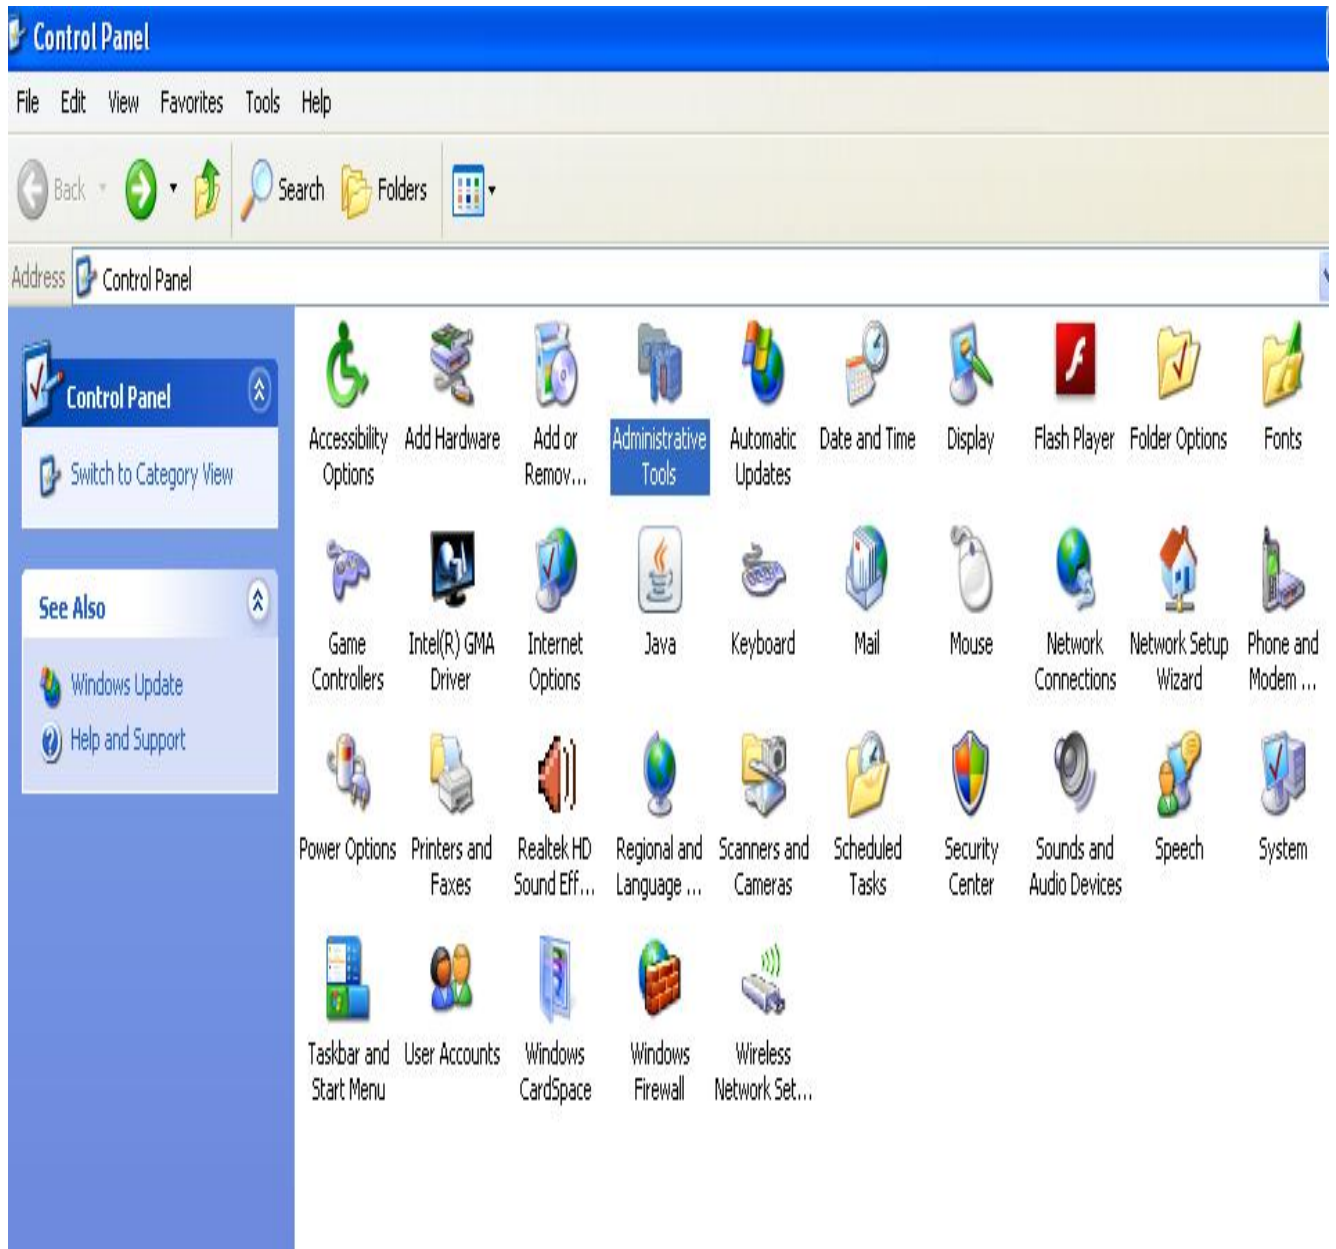 Control Panel
File Edit View Favorites Tools Help
Back Search Folders
Address Control Panel
Control Panel
Switch to Category View
See Also
Windows Update
Help and Support
Accessibility Add Hardware Add or Administrative Automatic Date and Time Display Flash Player Folder Options Fonts
Options Remov... Tools Updates
Game Intel(R) GMA Internet Java Keyboard Mail Mouse Network Network Setup Phone and
Controllers Driver Options Connections Wizard Modem ...
Power Options Printers and Realtek HD Regional and Scanners and Scheduled Security Sounds and Speech System
Faxes Sound Eff... Language ... Cameras Tasks Center Audio Devices
Taskbar and User Accounts Windows Windows Wireless
Start Menu CardSpace Firewall Network Set...